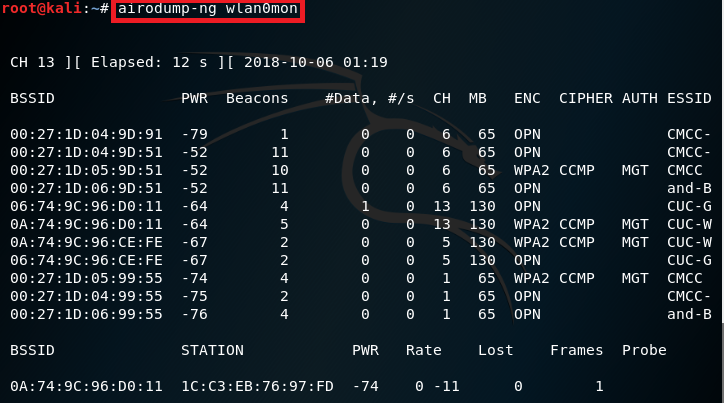 root@kali:~# airodump-ng wlan0mon
CH 13 ][ Elapsed: 12 s ][ 2018-10-06 01:19
BSSID PWR Beacons #Data, #/s CH MB ENC CIPHER AUTH ESSID
00:27:1D:04:9D:91 -79 1 0 0 6 65 OPN CMCC-
00:27:1D:04:9D:51 -52 11 0 0 6 65 OPN CMCC-
00:27:1D:05:9D:51 -52 10 0 0 6 65 WPA2 CCMP MGT CMCC
00:27:1D:06:9D:51 -52 11 0 0 6 65 OPN and-B
06:74:9C:96:D0:11 -64 4 1 0 13 130 OPN CUC-G
0A:74:9C:96:D0:11 -64 5 0 0 13 130 WPA2 CCMP MGT CUC-W
0A:74:9C:96:CE:FE -67 2 0 0 5 130 WPA2 CCMP MGT CUC-W
06:74:9C:96:CE:FE -67 2 0 0 5 130 OPN CUC-G
00:27:1D:05:99:55 -74 4 0 0 1 65 WPA2 CCMP MGT CMCC
00:27:1D:04:99:55 -75 2 0 0 1 65 OPN CMCC-
00:27:1D:06:99:55 -76 4 0 0 1 65 OPN and-B
BSSID STATION PWR Rate Lost Frames Probe
0A:74:9C:96:D0:11 1C:C3:EB:76:97:FD -74 0 -11 0 1